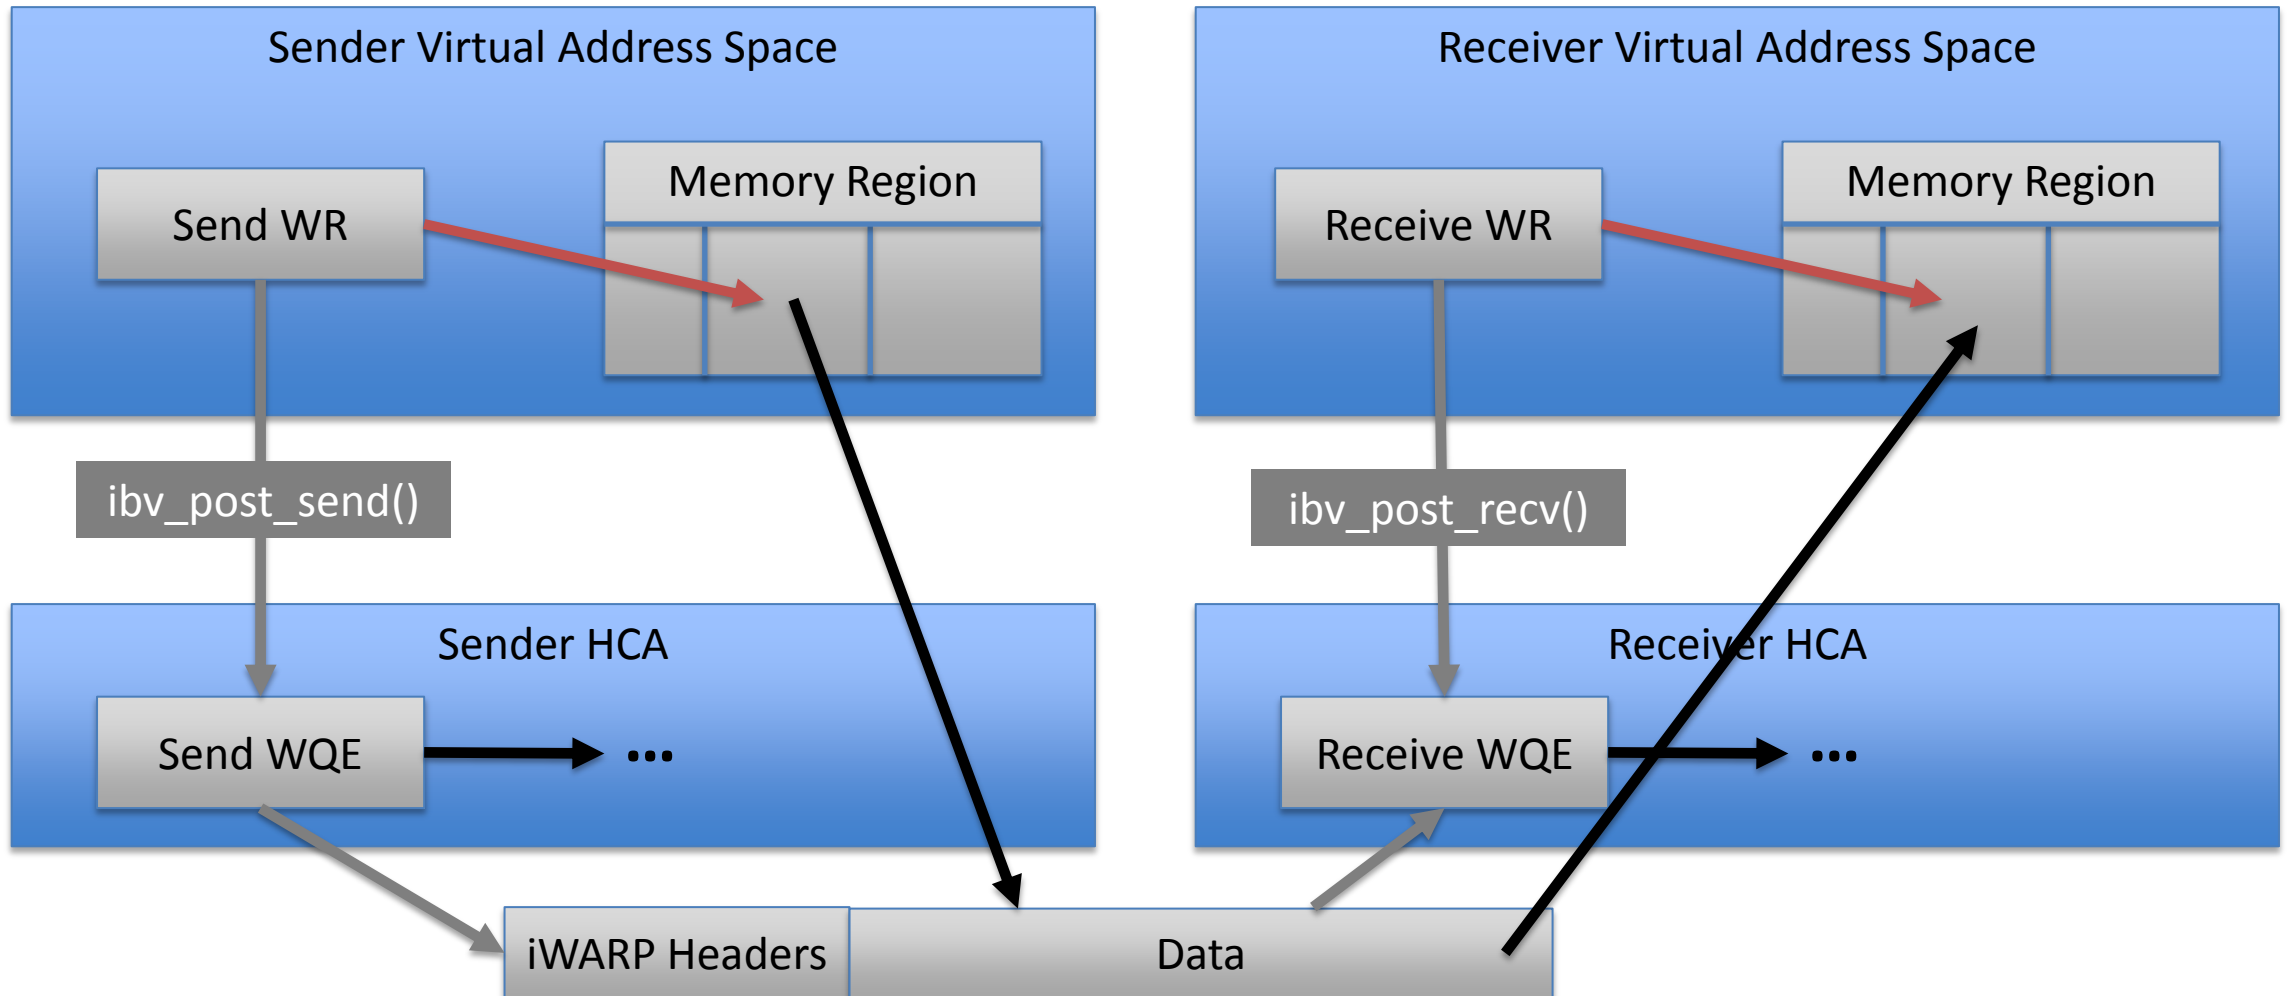 Sender Virtual Address Space
Receiver Virtual Address Space
Send WR
Memory Region
Receive WR
Memory Region
ibv_post_send()
ibv_post_recv()
Sender HCA
Receiver HCA
Send WQE
...
Receive WQE
...
iWARP Headers
Data